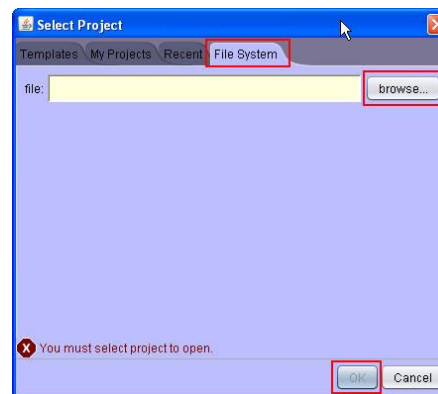 Select Project
Templates My Projects Recent File System
file: browse...
You must select project to open.
OK Cancel